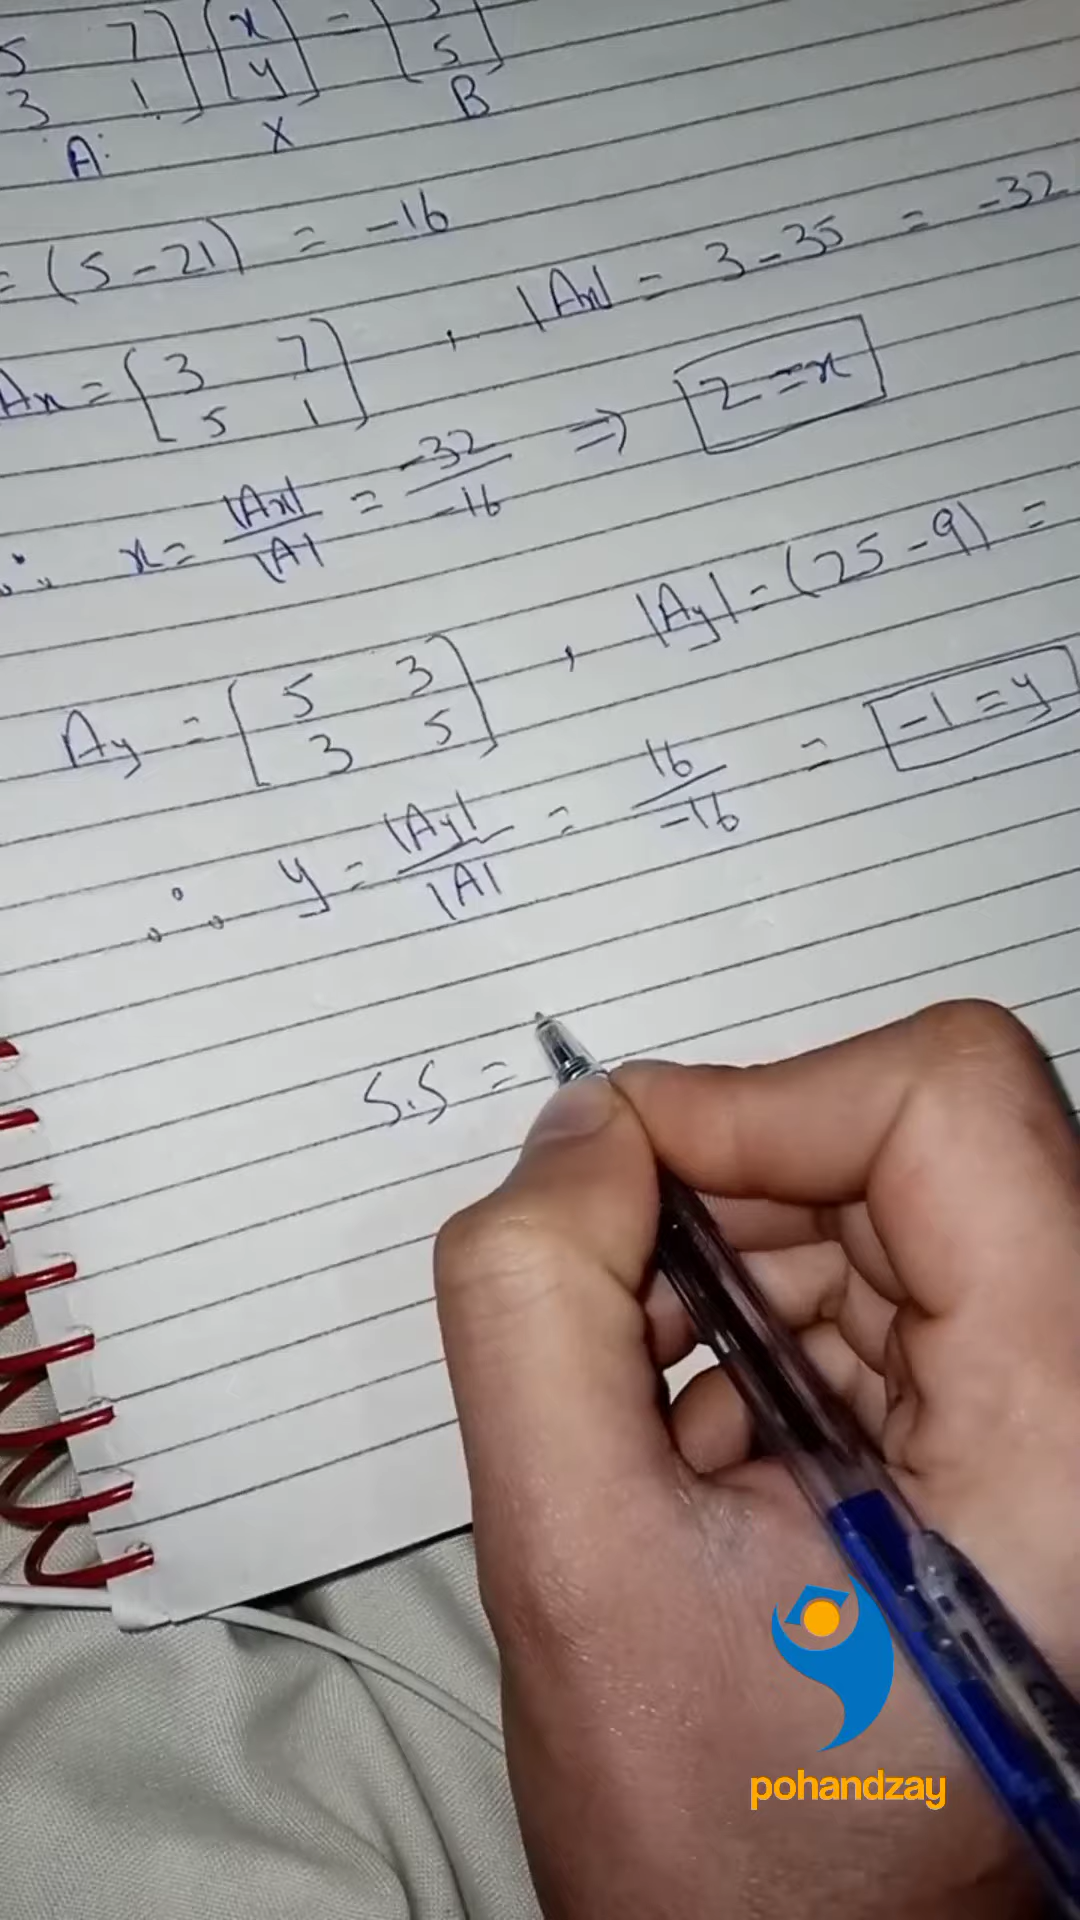 5 7 x = 3
3 1 y 5
A X B
= (5 - 21) = -16
Ax = [3 7 , |Ax| = 3 - 35 = -32
5 1]
∴ x = |Ax| / |A| = -32 / -16 ⇒ 2 = x
Ay = [5 3 , |Ay| = (25 - 9) =
3 5]
∴ y = |Ay| / |A| = 16 / -16 = -1 = y
S.S =
pohandzay